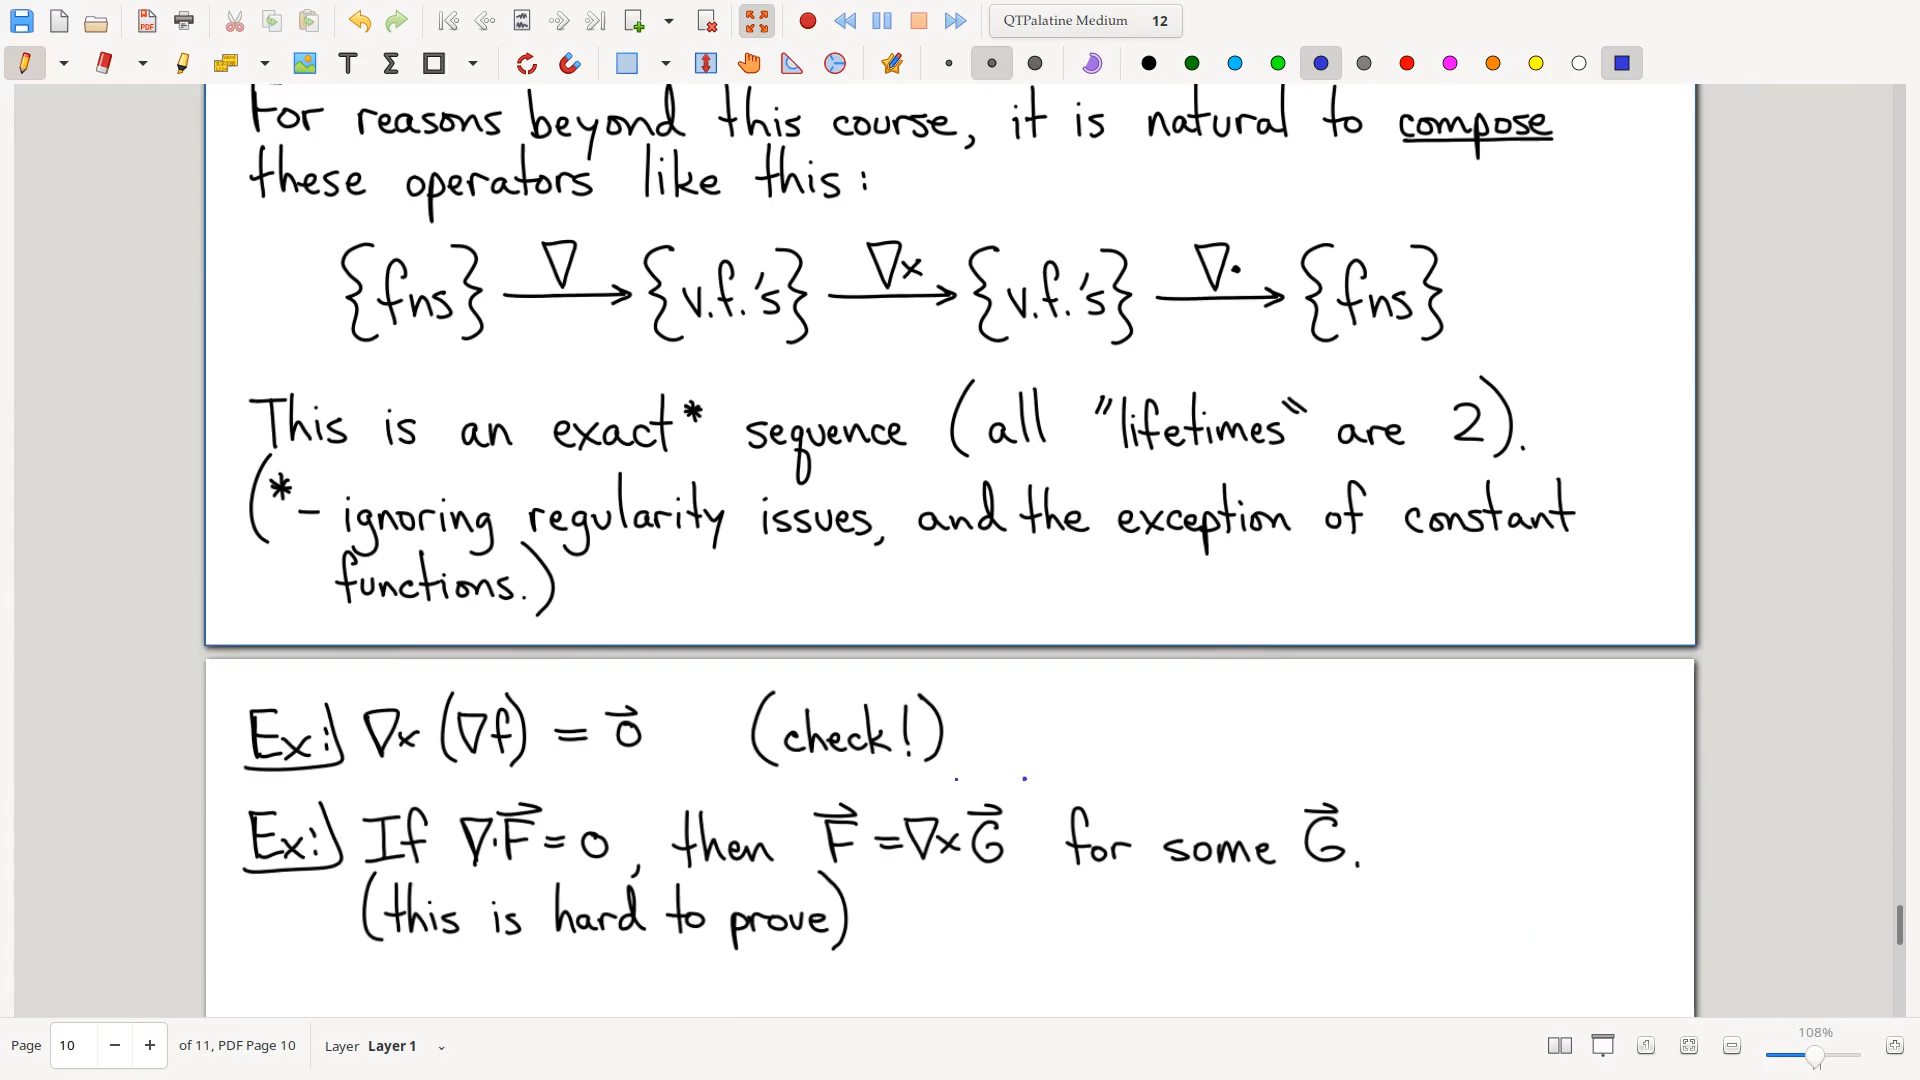 QTPalatine Medium 12
For reasons beyond this course, it is natural to compose
these operators like this:
{fns} ∇→ {v.f.'s} ∇×→ {v.f.'s} ∇·→ {fns}
This is an exact* sequence (all "lifetimes" are 2).
(*- ignoring regularity issues, and the exception of constant
functions.)
Ex:) ∇×(∇f) = 0⃗ (check!)
Ex:) If ∇·F⃗ = 0, then F⃗ = ∇×G⃗ for some G⃗.
(this is hard to prove)
Page 10 of 11, PDF Page 10 Layer Layer 1 108%